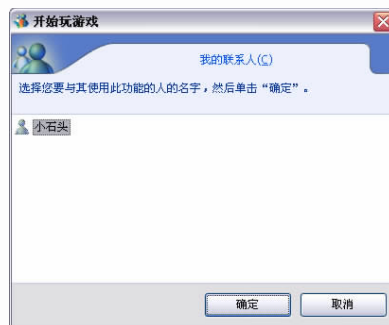 开始玩游戏
我的联系人(C)
选择您要与其使用此功能的人的名字，然后单击“确定”。
小石头
确定
取消